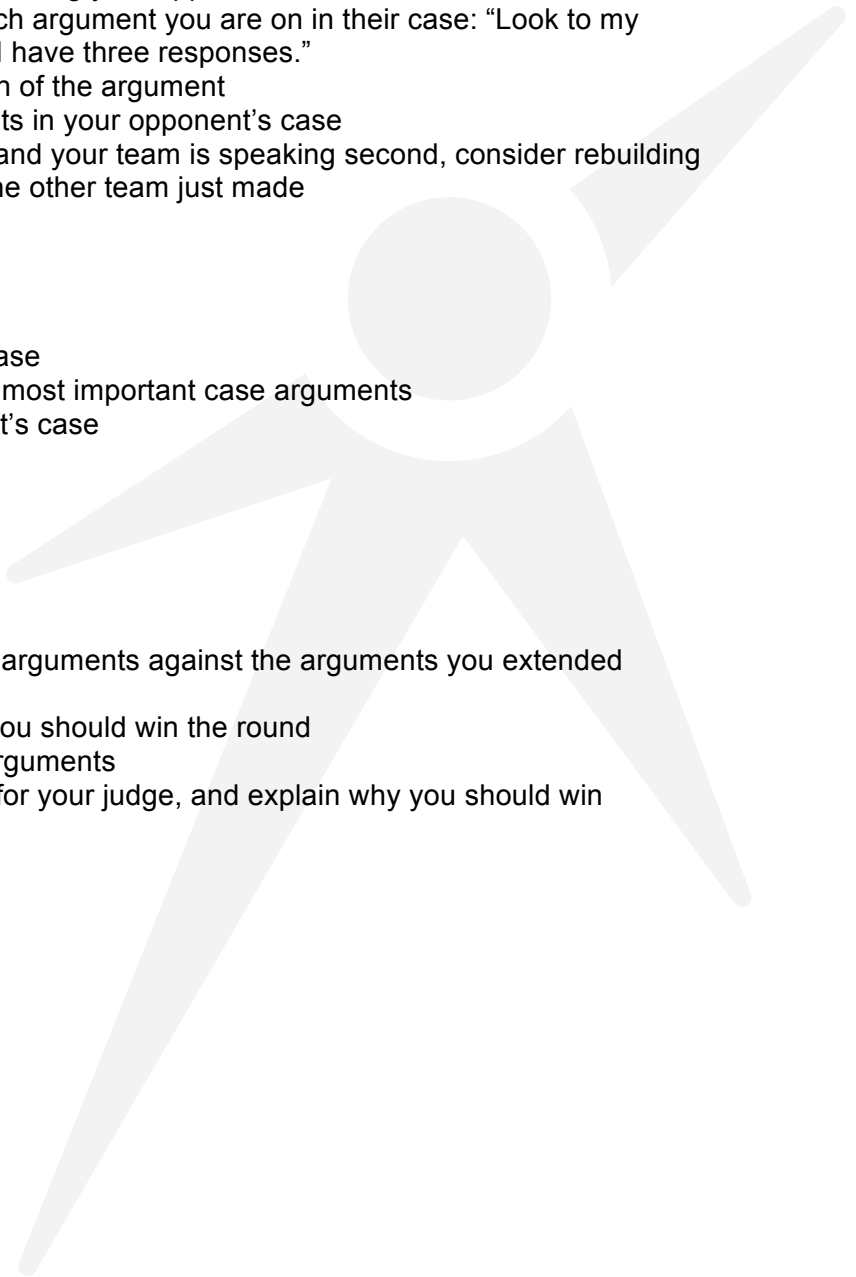 ch argument you are on in their case: “Look to my
I have three responses.”
n of the argument
ts in your opponent’s case
and your team is speaking second, consider rebuilding
he other team just made
ase
most important case arguments
t’s case
arguments against the arguments you extended
ou should win the round
rguments
for your judge, and explain why you should win